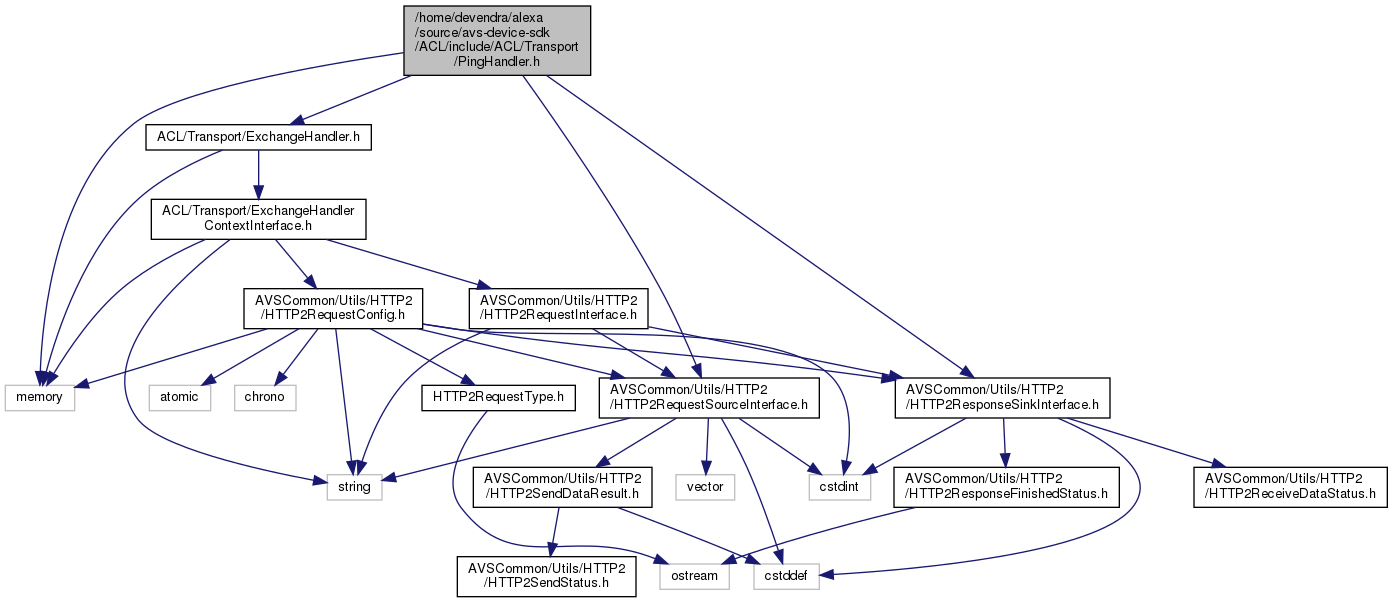 /home/devendra/alexa
/source/avs-device-sdk
/ACL/include/ACL/Transport
/PingHandler.h
ACL/Transport/ExchangeHandler.h
ACL/Transport/ExchangeHandler
ContextInterface.h
AVSCommon/Utils/HTTP2
/HTTP2RequestConfig.h
AVSCommon/Utils/HTTP2
/HTTP2RequestInterface.h
memory
atomic
chrono
HTTP2RequestType.h
AVSCommon/Utils/HTTP2
/HTTP2RequestSourceInterface.h
AVSCommon/Utils/HTTP2
/HTTP2ResponseSinkInterface.h
string
AVSCommon/Utils/HTTP2
/HTTP2SendDataResult.h
vector
cstdint
AVSCommon/Utils/HTTP2
/HTTP2ResponseFinishedStatus.h
AVSCommon/Utils/HTTP2
/HTTP2ReceiveDataStatus.h
AVSCommon/Utils/HTTP2
/HTTP2SendStatus.h
ostream
cstddef